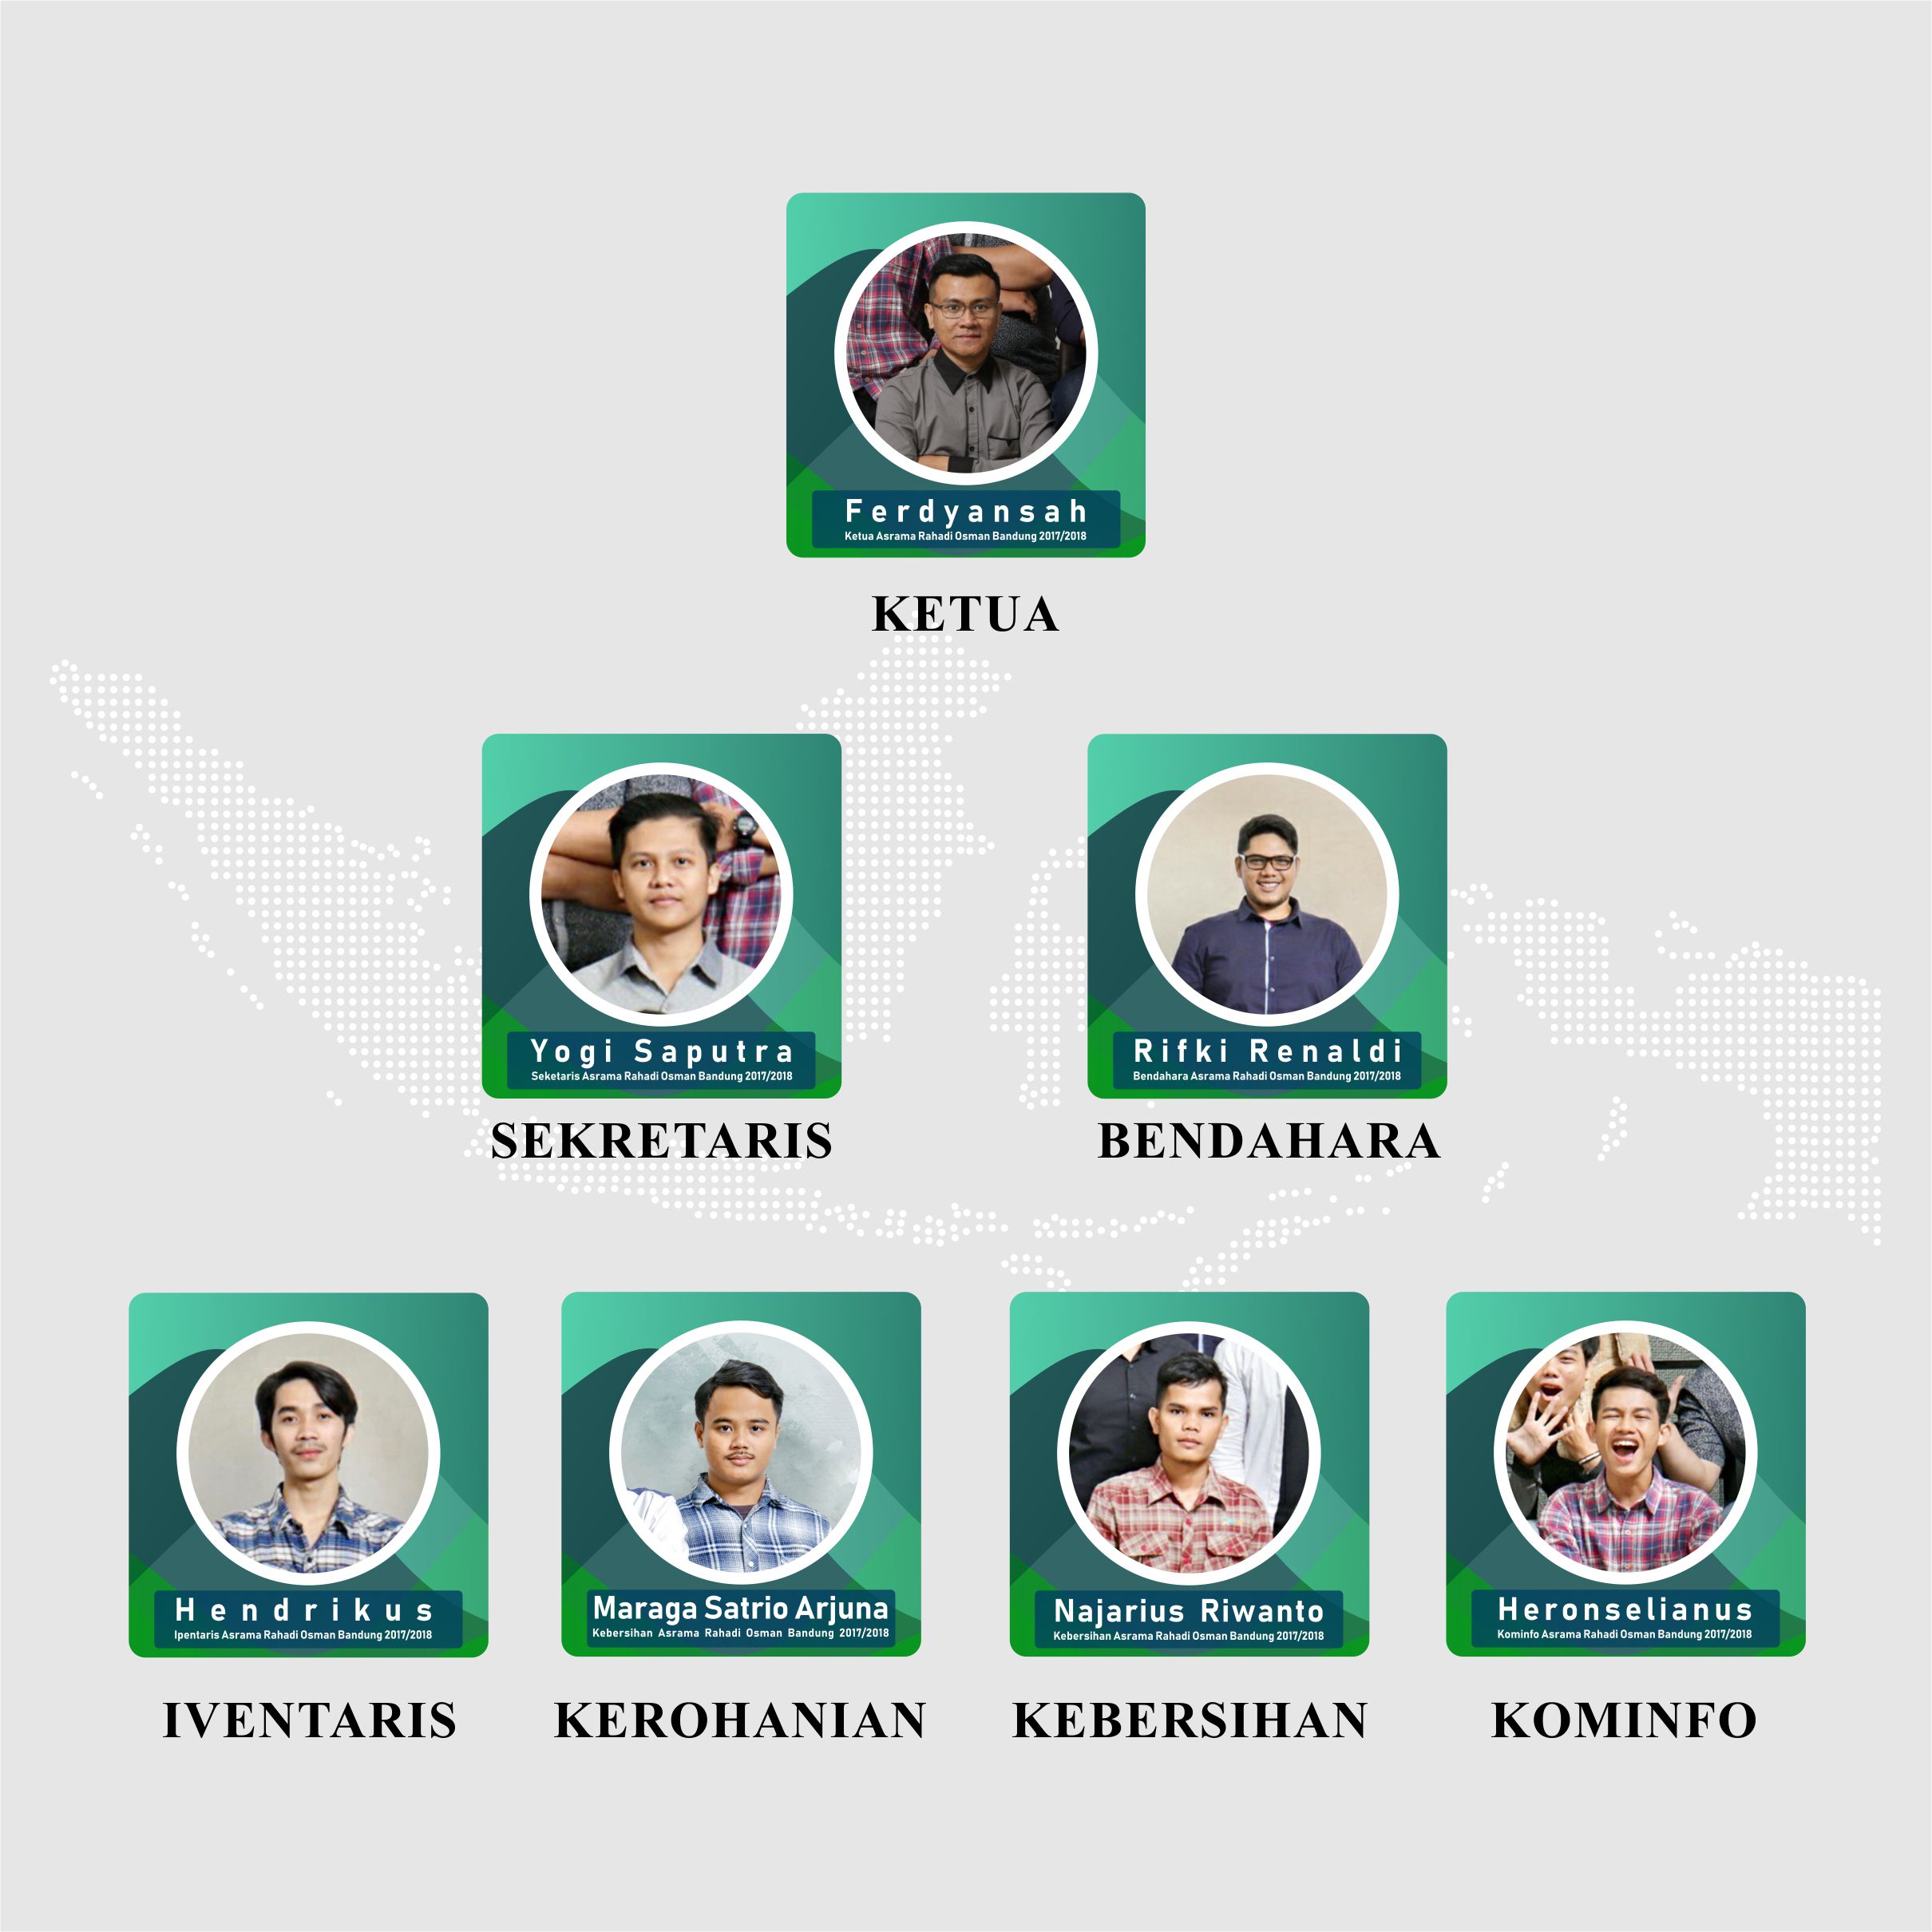 Ferdyansah
Ketua Asrama Rahadi Osman Bandung 2017/2018
KETUA
Yogi Saputra
Seketaris Asrama Rahadi Osman Bandung 2017/2018
SEKRETARIS
Rifki Renaldi
Bendahara Asrama Rahadi Osman Bandung 2017/2018
BENDAHARA
Hendrikus
Ipentaris Asrama Rahadi Osman Bandung 2017/2018
IVENTARIS
Maraga Satrio Arjuna
Kebersihan Asrama Rahadi Osman Bandung 2017/2018
KEROHANIAN
Najarius Riwanto
Kebersihan Asrama Rahadi Osman Bandung 2017/2018
KEBERSIHAN
Heronselianus
Kominfo Asrama Rahadi Osman Bandung 2017/2018
KOMINFO